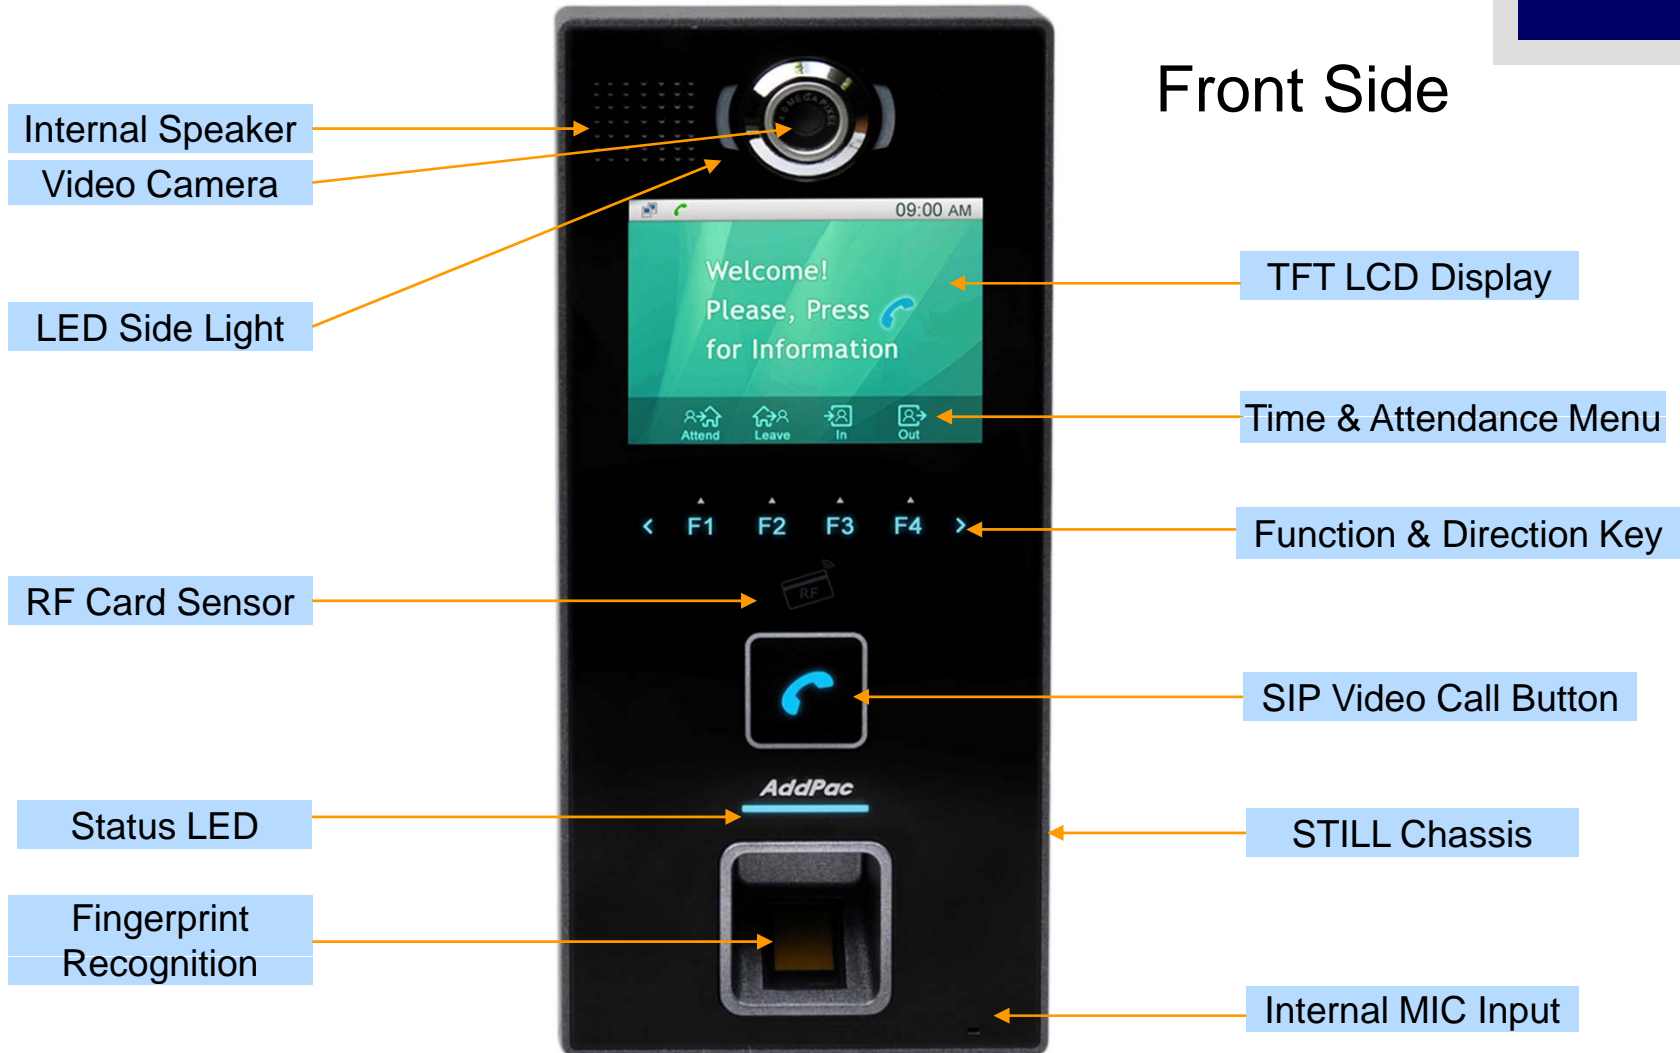 Front Side
Internal Speaker
Video Camera
LED Side Light
RF Card Sensor
Status LED
Fingerprint
Recognition
MEGA PIXEL
09:00 AM
Welcome!
Please, Press
for Information
Attend Leave In Out
< F1 F2 F3 F4 >
RF
AddPac
TFT LCD Display
Time & Attendance Menu
Function & Direction Key
SIP Video Call Button
STILL Chassis
Internal MIC Input